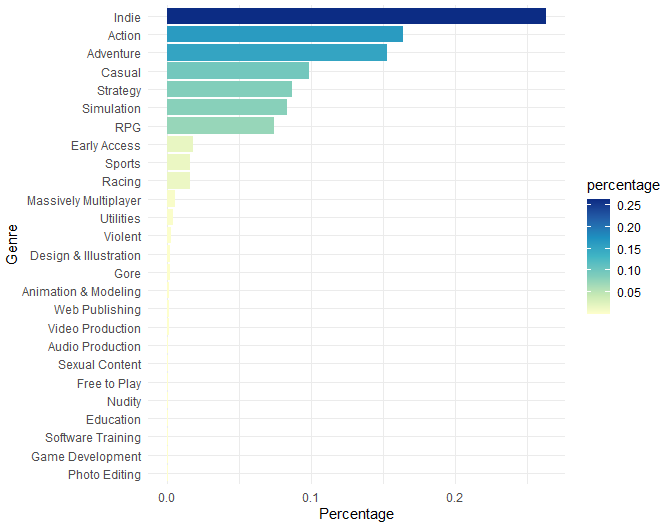 Indie
Action
Adventure
Casual
Strategy
Simulation
RPG
Early Access
Sports
Racing
Massively Multiplayer
Utilities
Violent
Design & Illustration
Gore
Animation & Modeling
Web Publishing
Video Production
Audio Production
Sexual Content
Free to Play
Nudity
Education
Software Training
Game Development
Photo Editing
Genre
0.0 0.1 0.2
Percentage
percentage
0.25
0.20
0.15
0.10
0.05